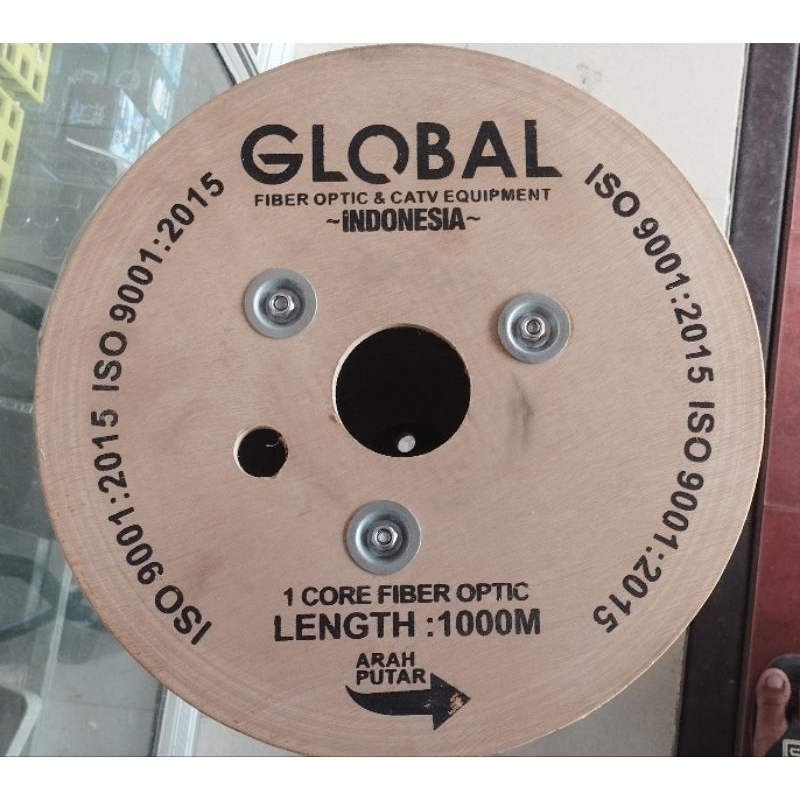 GLOBAL
FIBER OPTIC & CATV EQUIPMENT
~INDONESIA~
ISO 9001:2015 ISO 9001:2015
ISO 9001:2015 ISO 9001:2015
1 CORE FIBER OPTIC
LENGTH :1000M
ARAH
PUTAR